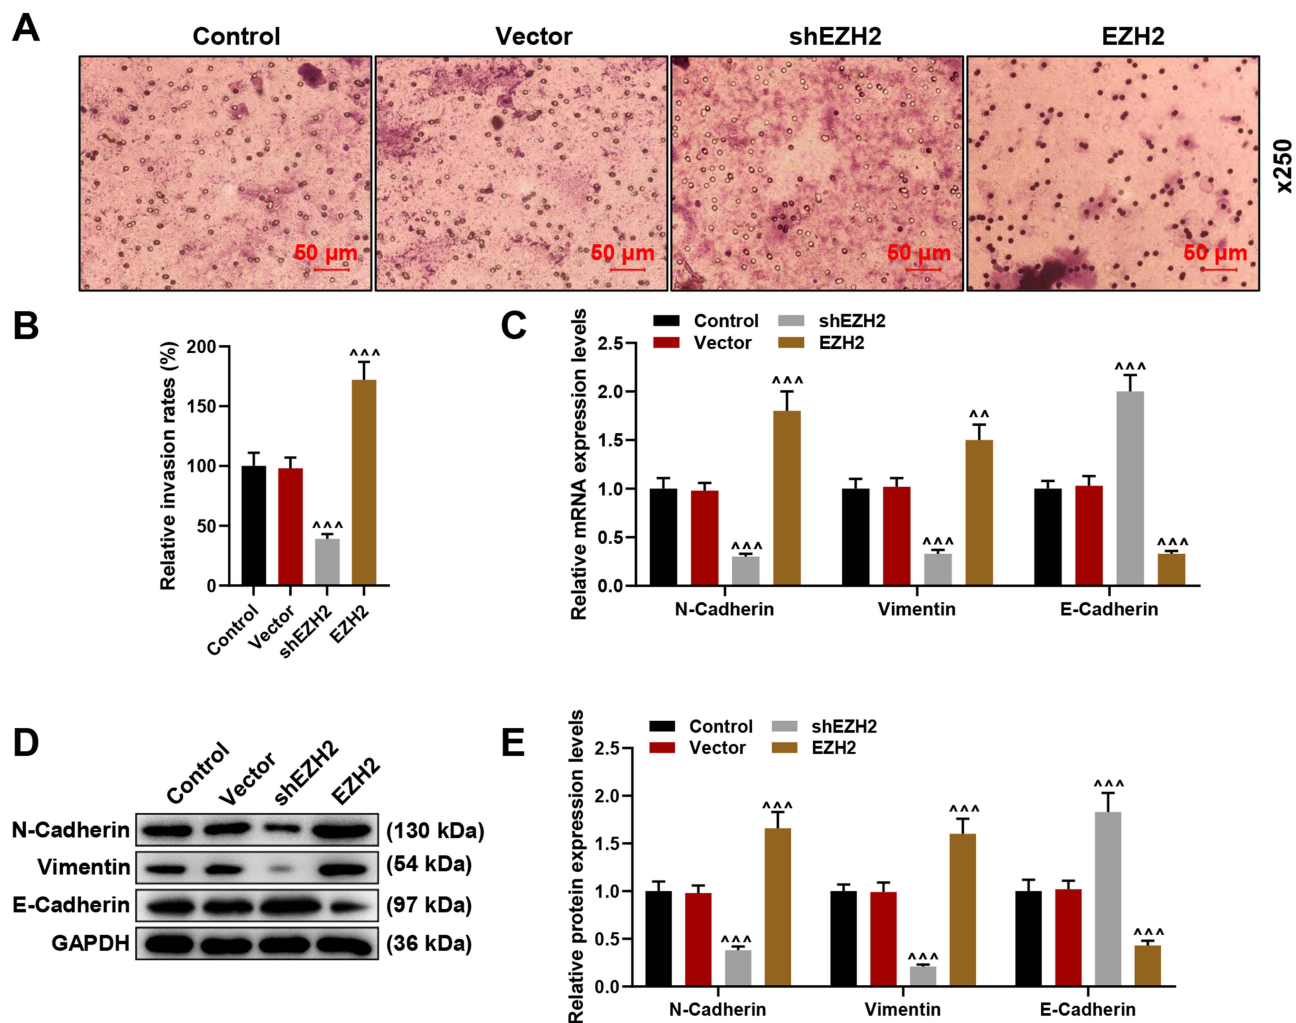 A
Control
Vector
shEZH2
EZH2
50 µm
50 µm
50 µm
50 µm
x250
B
Relative invasion rates (%)
200
150
100
50
0
^^^
^^^
Control
Vector
shEZH2
EZH2
C
Control
Vector
shEZH2
EZH2
Relative mRNA expression levels
2.5
2.0
1.5
1.0
0.5
0.0
^^^
^^^
^^^
^^
^^^
^^^
N-Cadherin
Vimentin
E-Cadherin
D
Control
Vector
shEZH2
EZH2
N-Cadherin (130 kDa)
Vimentin (54 kDa)
E-Cadherin (97 kDa)
GAPDH (36 kDa)
E
Control
Vector
shEZH2
EZH2
Relative protein expression levels
2.5
2.0
1.5
1.0
0.5
0.0
^^^
^^^
^^^
^^^
^^^
^^^
N-Cadherin
Vimentin
E-Cadherin